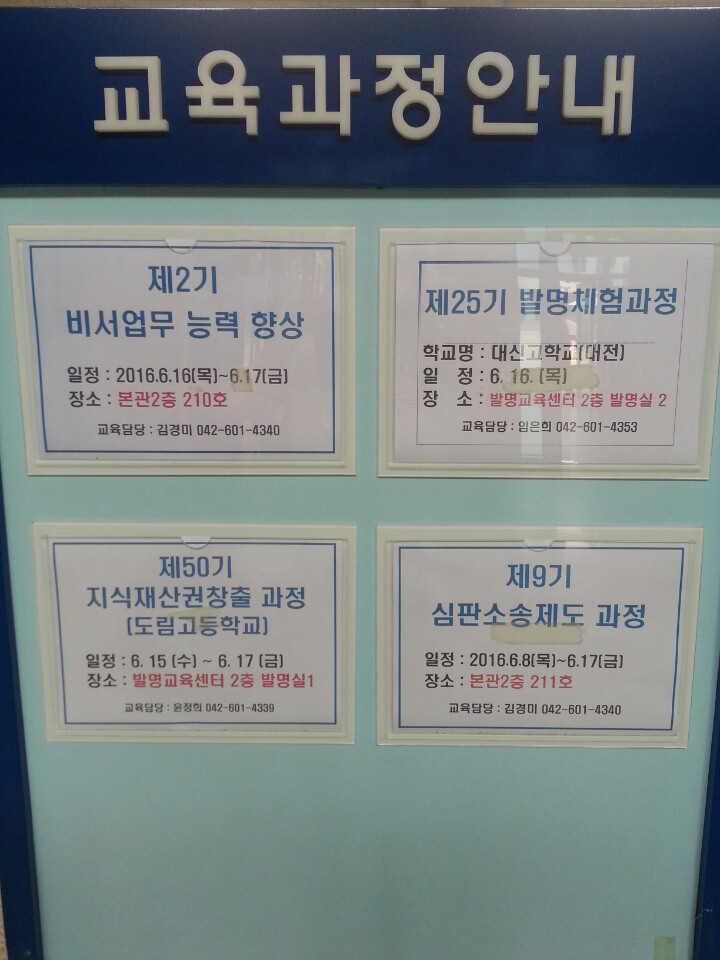 교육과정안내
제2기
비서업무 능력 향상
일정 : 2016.6.16(목)~6.17(금)
장소 : 본관2층 210호
교육담당 : 김경미 042-601-4340
제25기 발명체험과정
학교명 : 대신고학교(대전)
일 정 : 6. 16. (목)
장 소 : 발명교육센터 2층 발명실 2
교육담당 : 임은희 042-601-4353
제50기
지식재산권창출 과정
(도림고등학교)
일정 : 6. 15 (수) ~ 6. 17 (금)
장소 : 발명교육센터 2층 발명실1
교육담당 : 윤정희 042-601-4339
제9기
심판소송제도 과정
일정 : 2016.6.8(목)~6.17(금)
장소 : 본관2층 211호
교육담당 : 김경미 042-601-4340